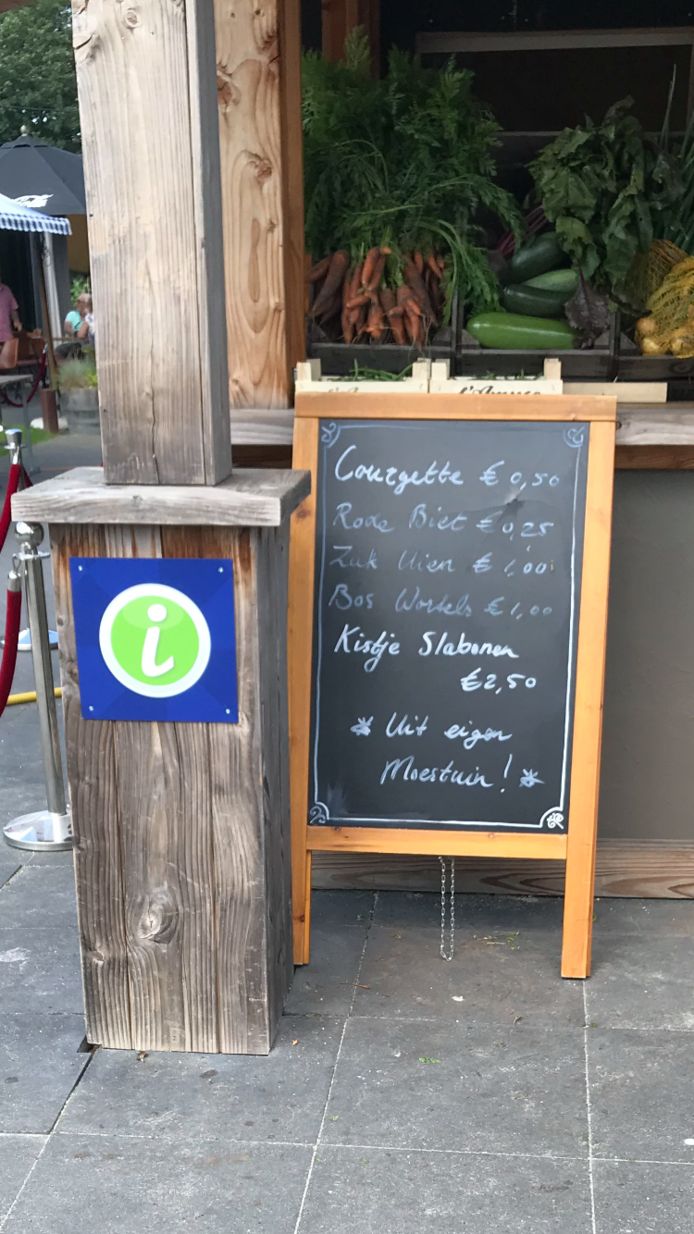 Courgette € 0,50
Rode Biet € 0,25
Zak Uien € 1,00
Bos Wortels € 1,00
Kistje Slabonen
€2,50
* Uit eigen
Moestuin! *
i